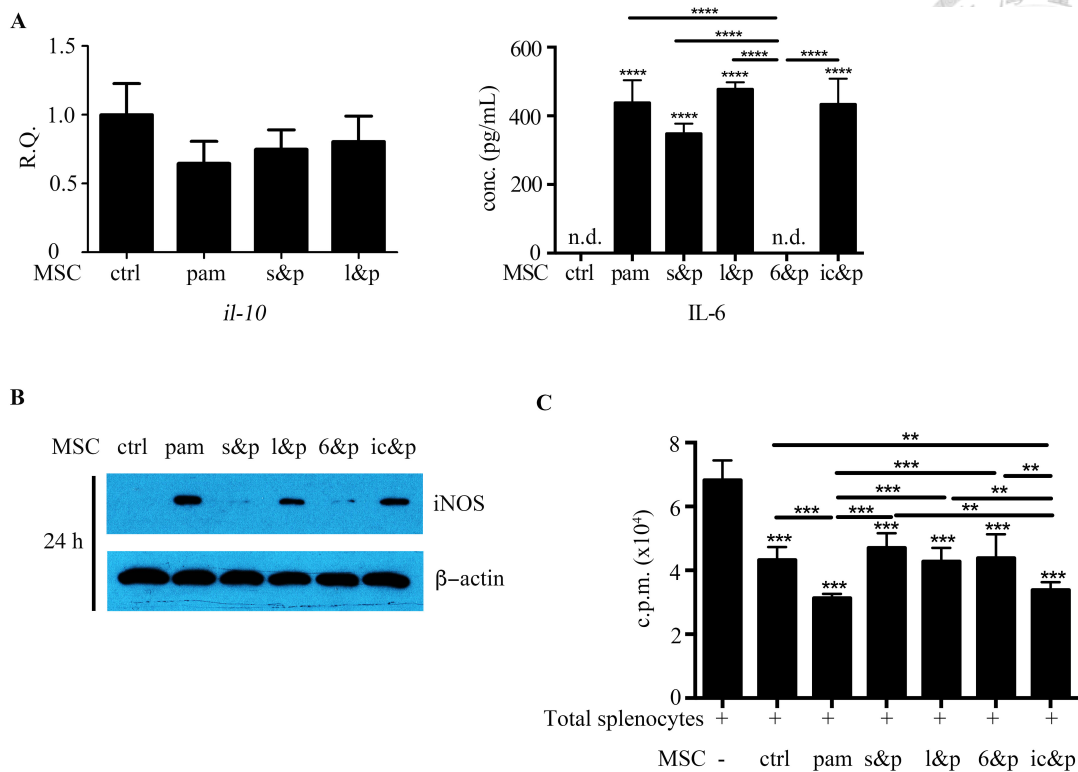 A
****
****
**** ****
1.5
1.0
0.5
0
R.Q.
MSC ctrl pam s&p l&p
il-10
600
400
200
0
conc. (pg/mL)
**** **** **** ****
n.d. n.d.
MSC ctrl pam s&p l&p 6&p ic&p
IL-6
B
MSC ctrl pam s&p l&p 6&p ic&p
24 h
iNOS
β-actin
C
8
6
4
2
0
c.p.m. (x10⁴)
**
*** **
*** **
*** *** **
*** *** *** *** *** ***
Total splenocytes + + + + + + +
MSC - ctrl pam s&p l&p 6&p ic&p